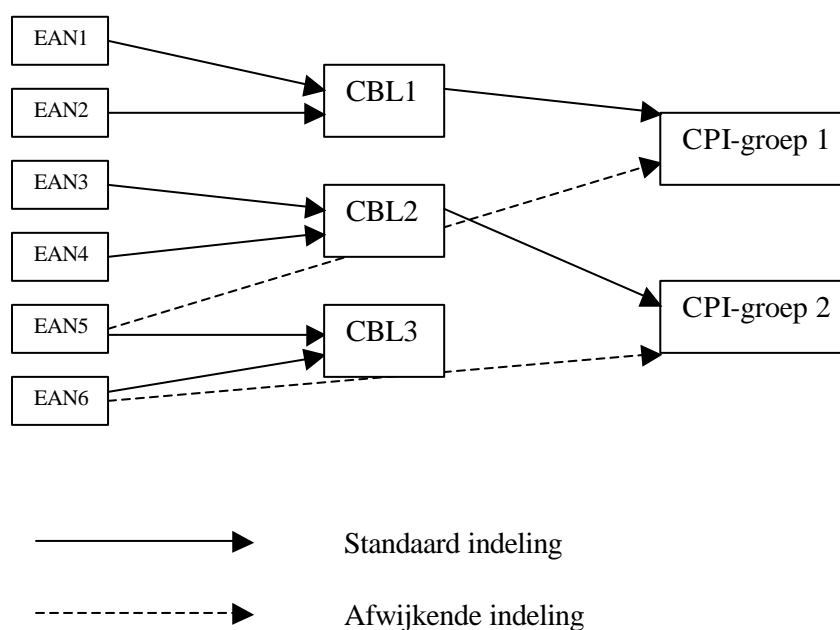 EAN1
EAN2
EAN3
EAN4
EAN5
EAN6
CBL1
CBL2
CBL3
CPI-groep 1
CPI-groep 2
Standaard indeling
Afwijkende indeling